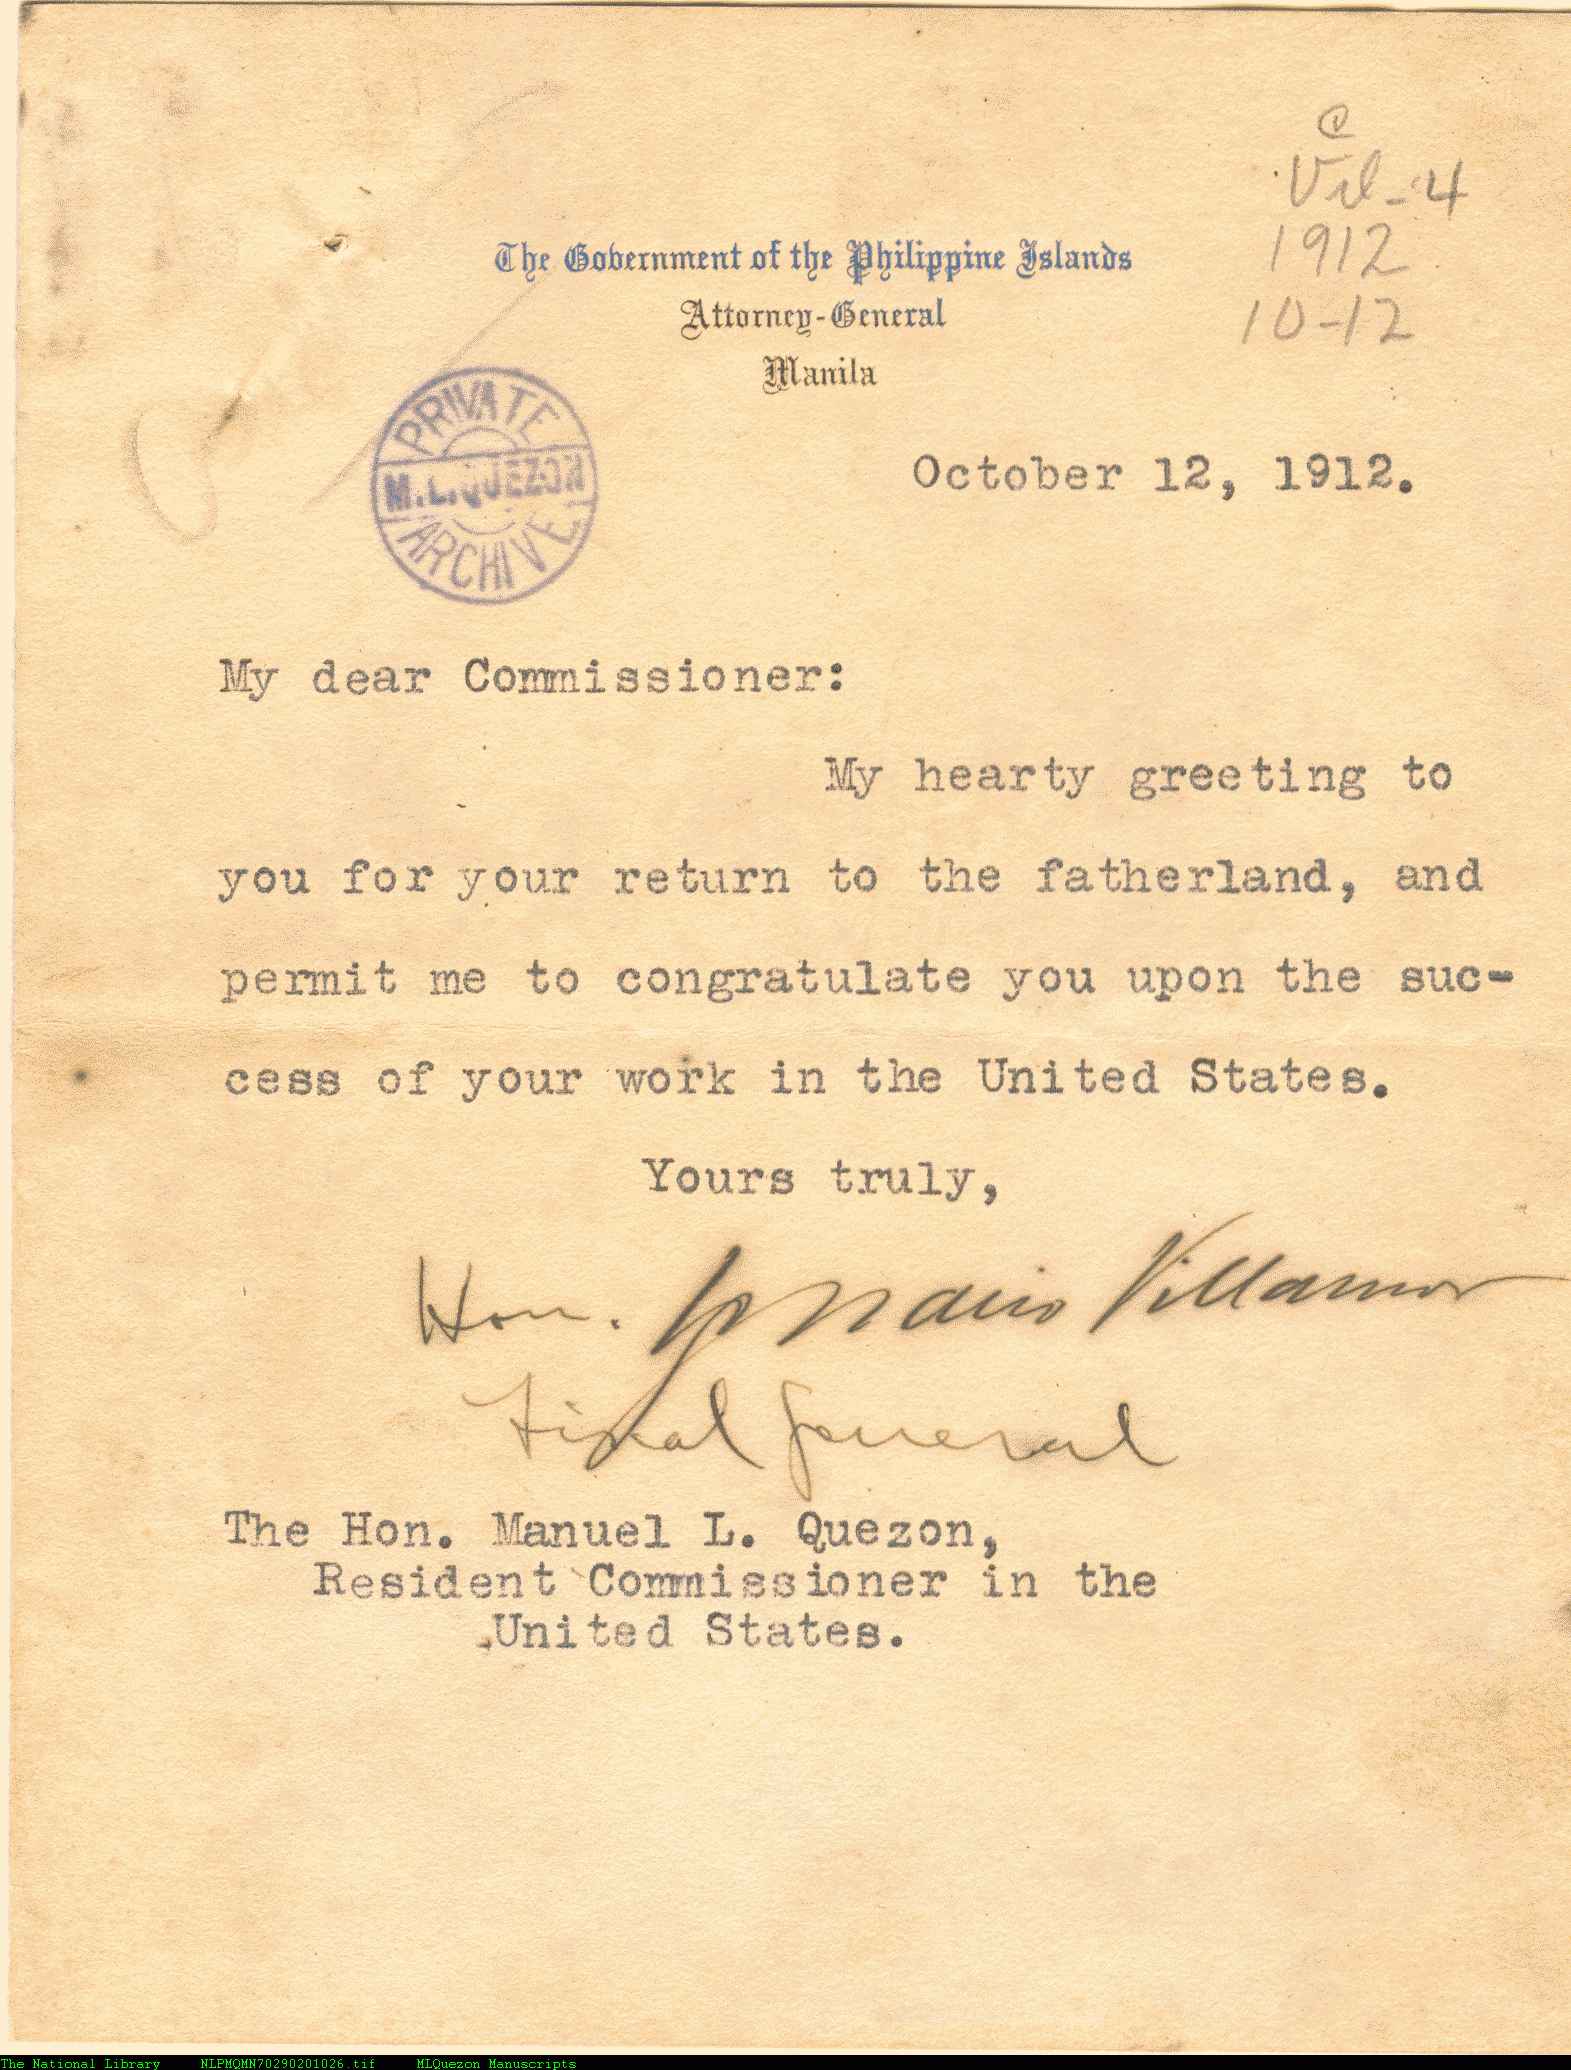 C
Vil-4
1912
10-12
The Government of the Philippine Islands
Attorney-General
Manila
PRIVATE
M.L.QUEZON
ARCHIVE
October 12, 1912.
My dear Commissioner:
My hearty greeting to
you for your return to the fatherland, and
permit me to congratulate you upon the suc-
cess of your work in the United States.
Yours truly,
Hon. Ignacio Villamor
Fiscal General
The Hon. Manuel L. Quezon,
Resident Commissioner in the
United States.
The National Library NLPMQMN70290201026.tif MLQuezon Manuscripts